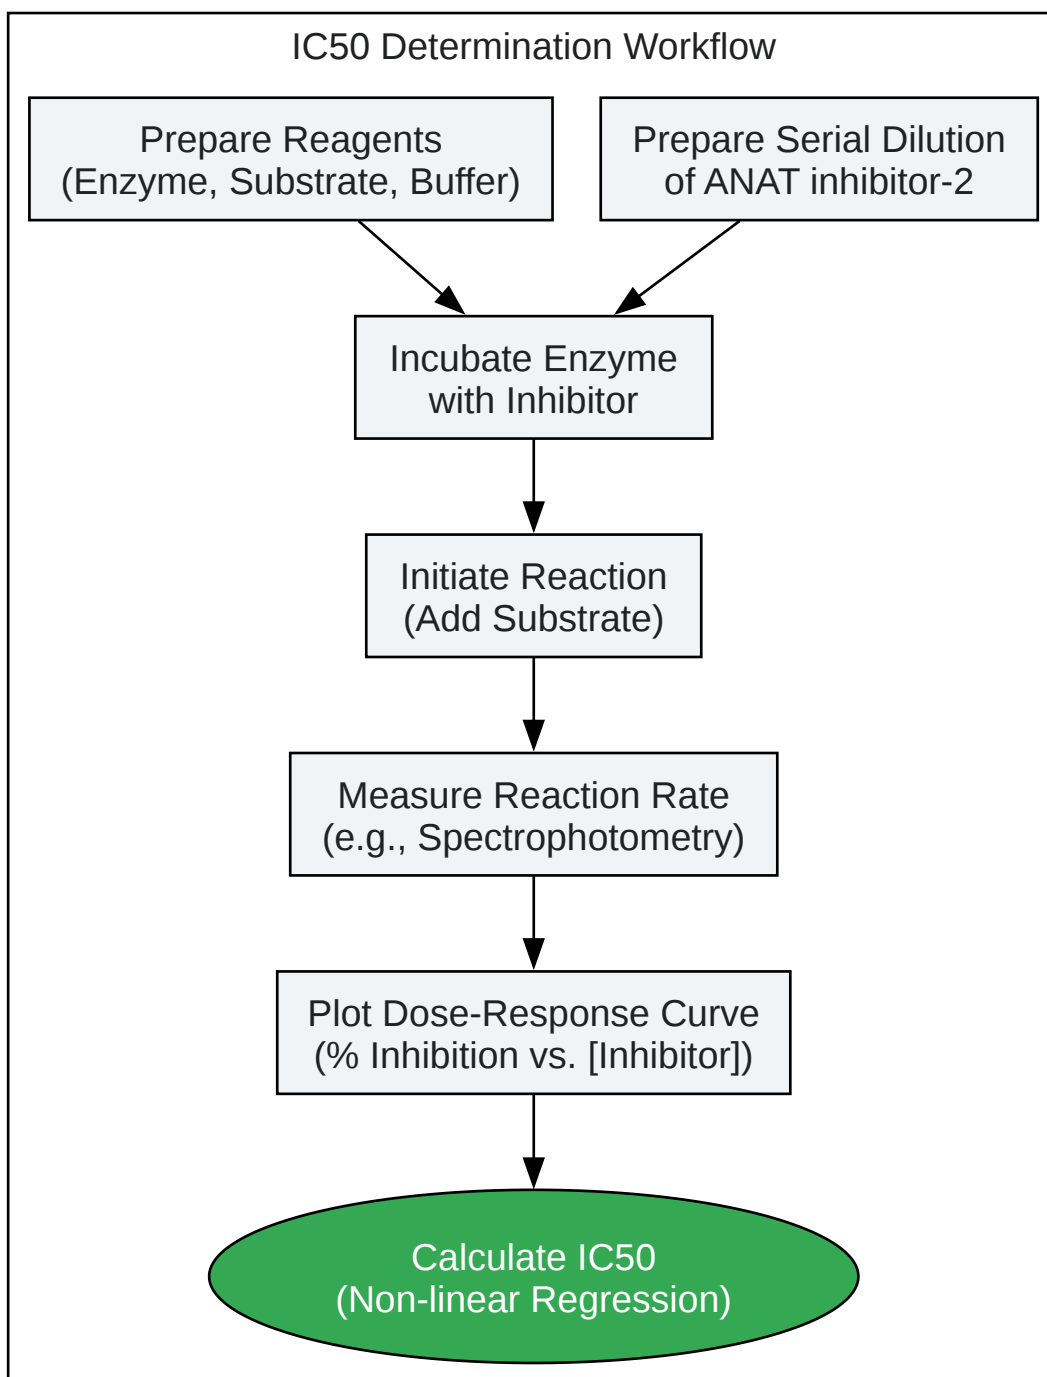 IC50 Determination Workflow
Prepare Reagents
(Enzyme, Substrate, Buffer)
Prepare Serial Dilution
of ANAT inhibitor-2
Incubate Enzyme
with Inhibitor
Initiate Reaction
(Add Substrate)
Measure Reaction Rate
(e.g., Spectrophotometry)
Plot Dose-Response Curve
(% Inhibition vs. [Inhibitor])
Calculate IC50
(Non-linear Regression)